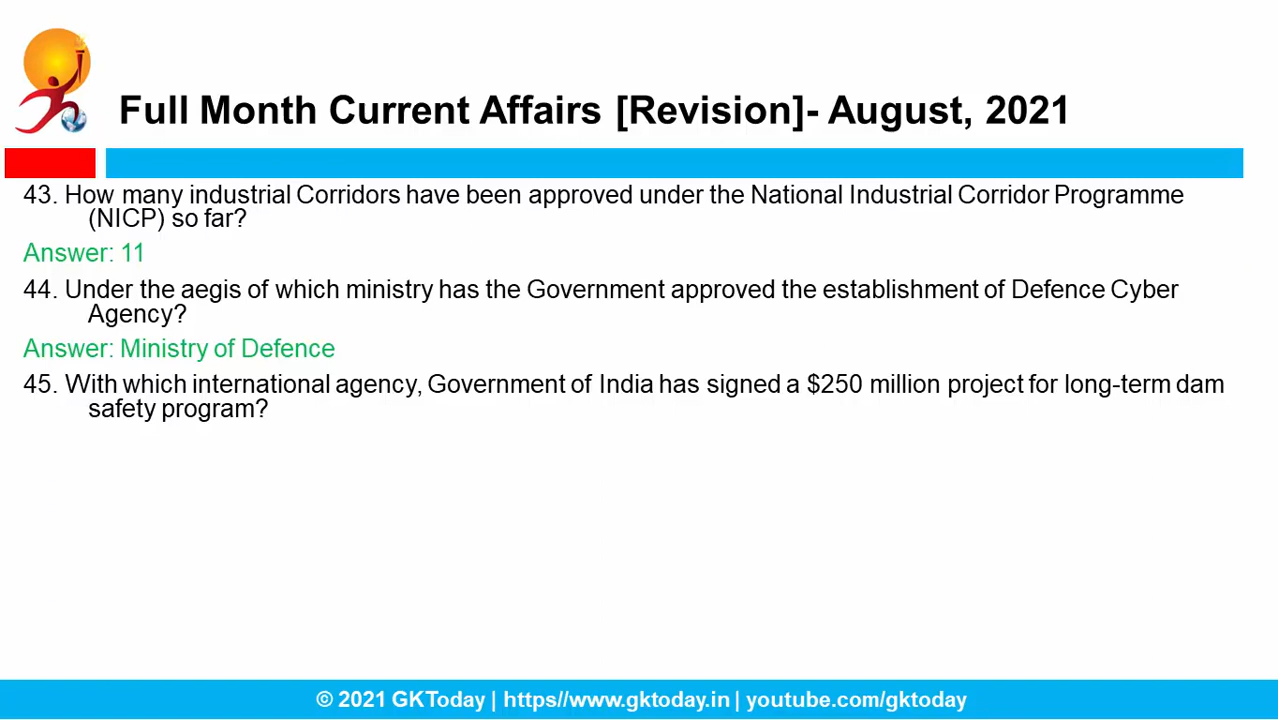 Full Month Current Affairs [Revision]- August, 2021
43. How many industrial Corridors have been approved under the National Industrial Corridor Programme
(NICP) so far?
Answer: 11
44. Under the aegis of which ministry has the Government approved the establishment of Defence Cyber
Agency?
Answer: Ministry of Defence
45. With which international agency, Government of India has signed a $250 million project for long-term dam
safety program?
© 2021 GKToday | https//www.gktoday.in | youtube.com/gktoday